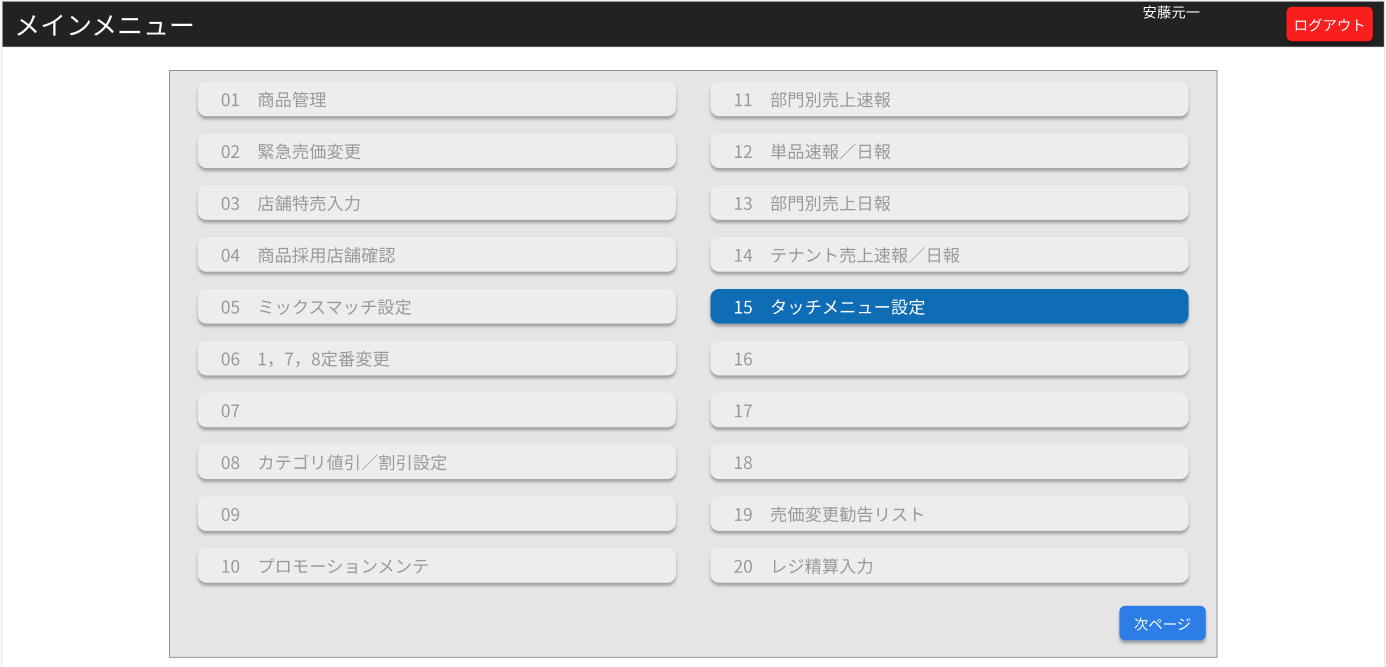 メインメニュー
安藤元一
ログアウト
01 商品管理
02 緊急売価変更
03 店舗特売入力
04 商品採用店舗確認
05 ミックスマッチ設定
06 1，7，8定番変更
07
08 カテゴリ値引／割引設定
09
10 プロモーションメンテ
11 部門別売上速報
12 単品速報／日報
13 部門別売上日報
14 テナント売上速報／日報
15 タッチメニュー設定
16
17
18
19 売価変更勧告リスト
20 レジ精算入力
次ページ